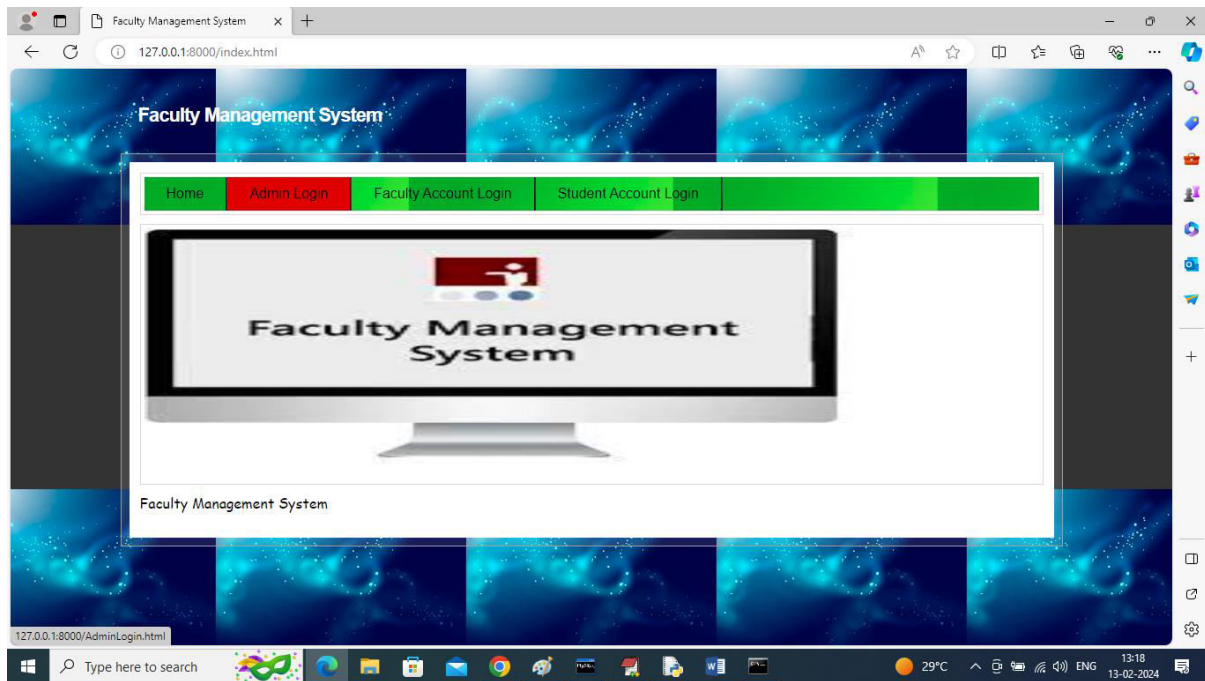 Faculty Management System
127.0.0.1:8000/index.html
Faculty Management System
Home Admin Login Faculty Account Login Student Account Login
Faculty Management
System
Faculty Management System
127.0.0.1:8000/AdminLogin.html
Type here to search
29°C ENG 13:18
13-02-2024